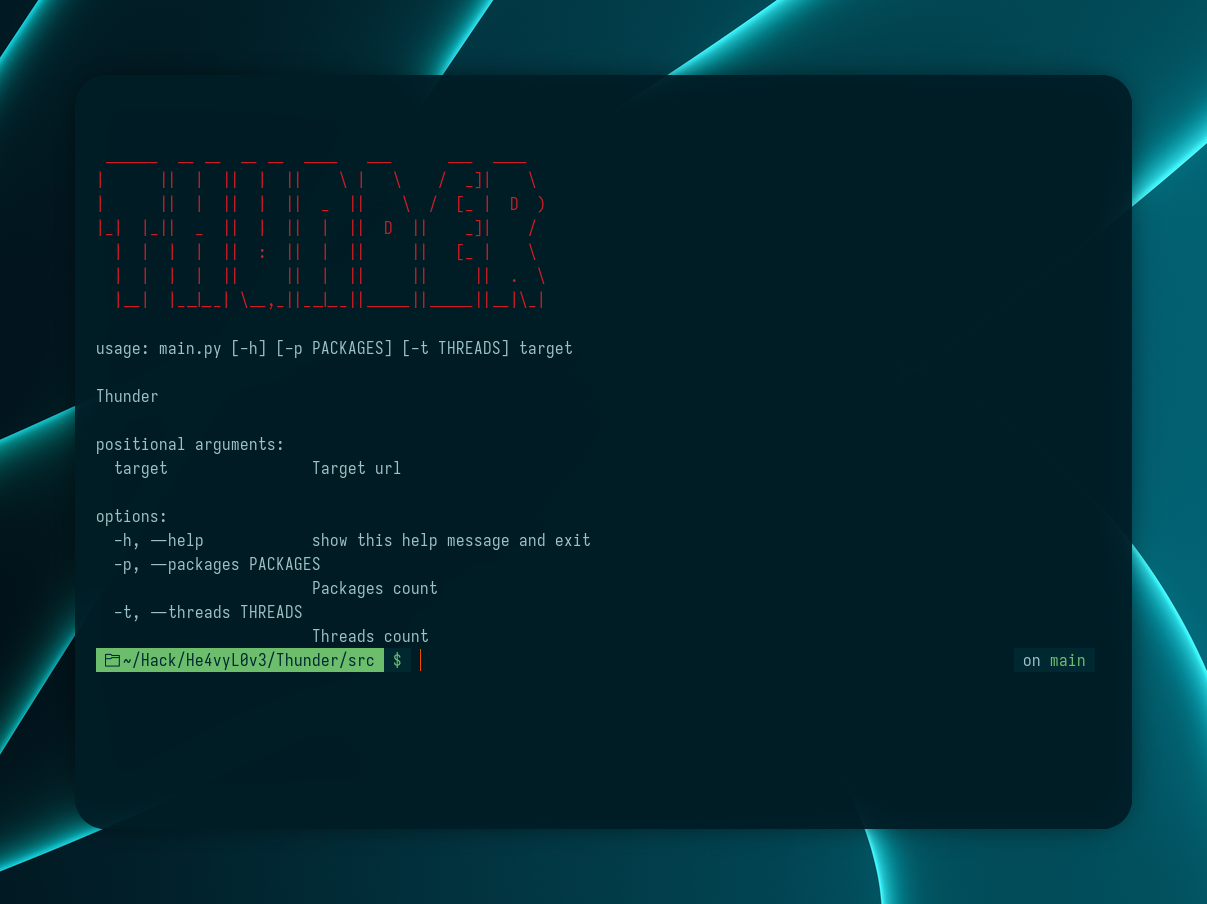 THUNDER
usage: main.py [-h] [-p PACKAGES] [-t THREADS] target
Thunder
positional arguments:
target Target url
options:
-h, --help show this help message and exit
-p, --packages PACKAGES
Packages count
-t, --threads THREADS
Threads count
~/Hack/He4vyL0v3/Thunder/src $ on main